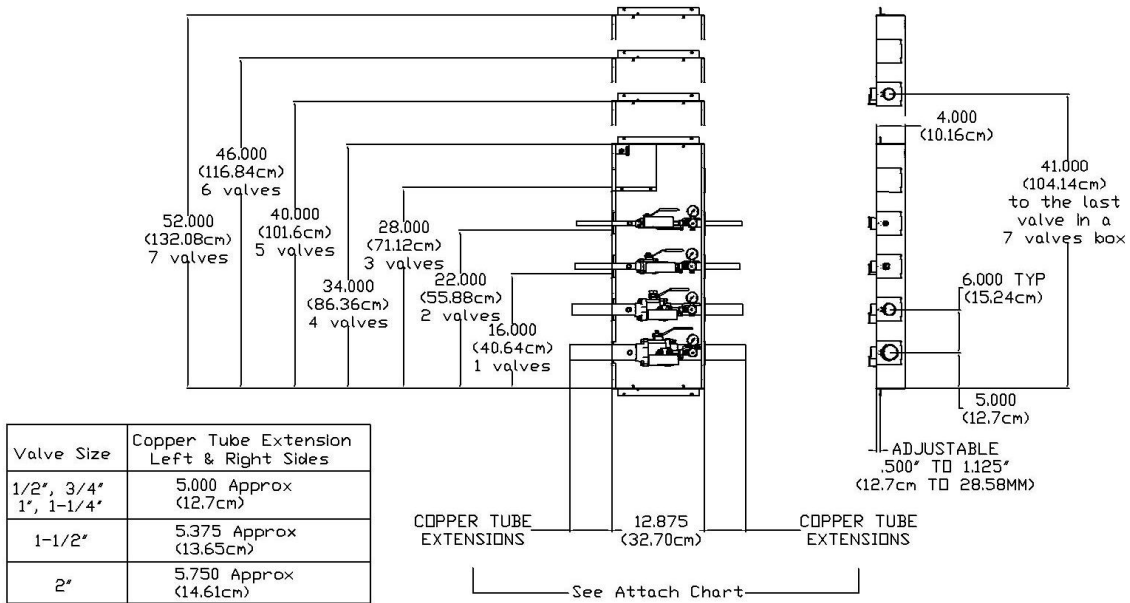 52.000
(132.08cm)
7 valves
46.000
(116.84cm)
6 valves
40.000
(101.6cm)
5 valves
34.000
(86.36cm)
4 valves
28.000
(71.12cm)
3 valves
22.000
(55.88cm)
2 valves
16.000
(40.64cm)
1 valves
4.000
(10.16cm)
41.000
(104.14cm)
to the last
valve in a
7 valves box
6.000 TYP
(15.24cm)
5.000
(12.7cm)
ADJUSTABLE
.500" TO 1.125"
(12.7cm TO 28.58MM)
COPPER TUBE
EXTENSIONS
12.875
(32.70cm)
COPPER TUBE
EXTENSIONS
See Attach Chart
Valve Size
Copper Tube Extension
Left & Right Sides
1/2", 3/4"
1", 1-1/4"
5.000 Approx
(12.7cm)
1-1/2"
5.375 Approx
(13.65cm)
2"
5.750 Approx
(14.61cm)